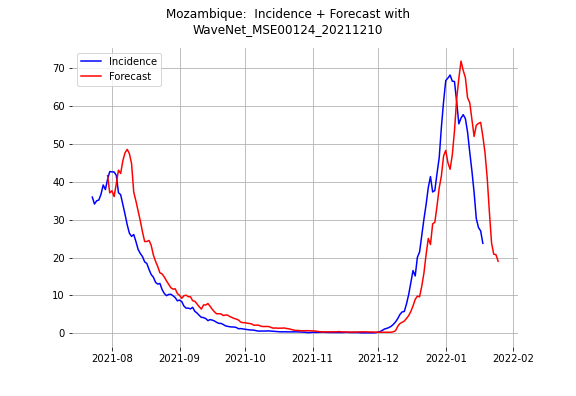 Mozambique:  Incidence + Forecast with
WaveNet_MSE00124_20211210
Incidence
Forecast
70
60
50
40
30
20
10
0
2021-08 2021-09 2021-10 2021-11 2021-12 2022-01 2022-02